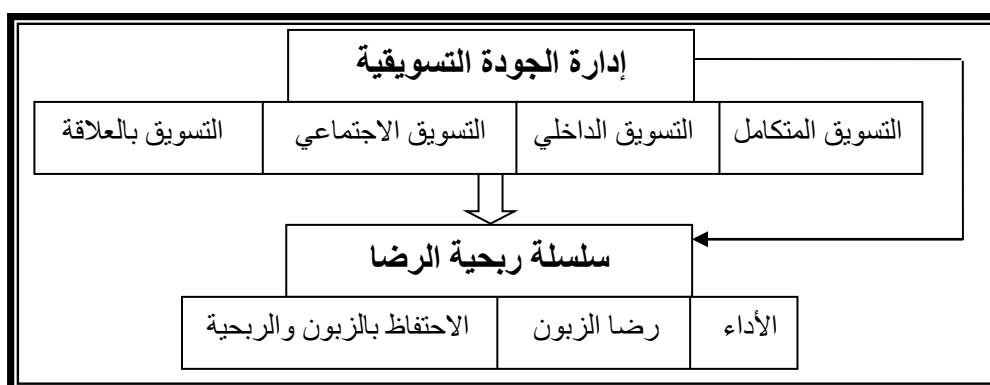 إدارة الجودة التسويقية
التسويق المتكامل
التسويق الداخلي
التسويق الاجتماعي
التسويق بالعلاقة
سلسلة ربحية الرضا
الأداء
رضا الزبون
الاحتفاظ بالزبون والربحية